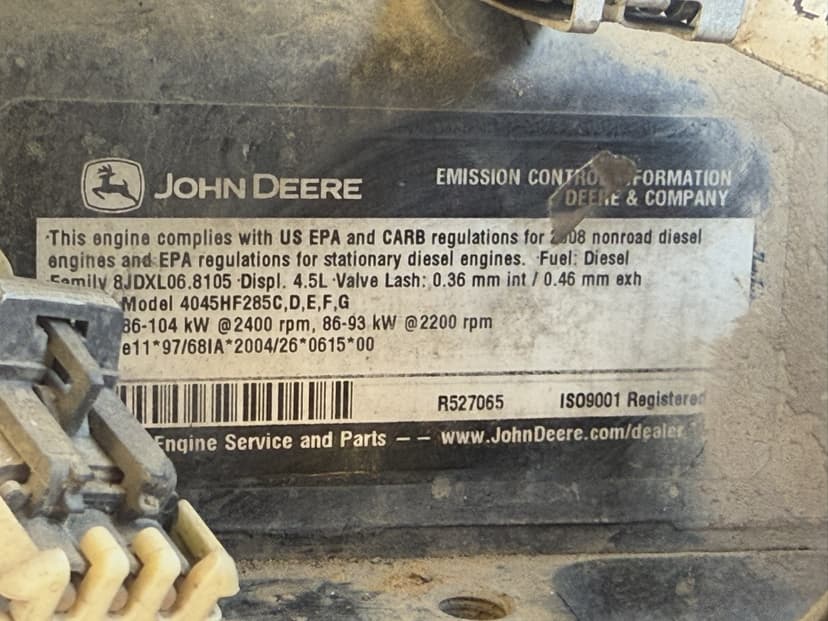 JOHN DEERE
EMISSION CONTROL INFORMATION
DEERE & COMPANY
·This engine complies with US EPA and CARB regulations for 2008 nonroad diesel
engines and EPA regulations for stationary diesel engines. ·Fuel: Diesel
Family 8JDXL06.8105 ·Displ. 4.5L ·Valve Lash: 0.36 mm int / 0.46 mm exh
Model 4045HF285C,D,E,F,G
86-104 kW @2400 rpm, 86-93 kW @2200 rpm
e11*97/68IA*2004/26*0615*00
R527065 ISO9001 Registered
Engine Service and Parts -- www.JohnDeere.com/dealer